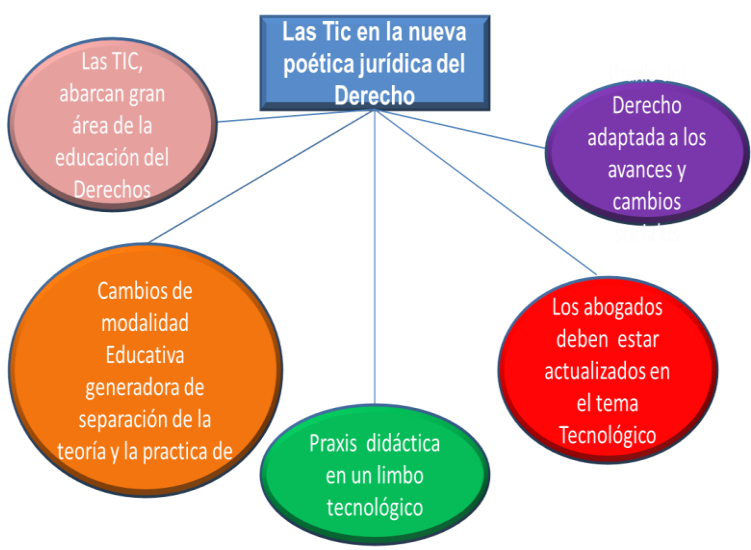 Las Tic en la nueva
poética jurídica del
Derecho
Las TIC,
abarcan gran
área de la
educación del
Derechos
Derecho
adaptada a los
avances y
cambios
Cambios de
modalidad
Educativa
generadora de
separación de la
teoría y la practica de
Los abogados
deben estar
actualizados en
el tema
Tecnológico
Praxis didáctica
en un limbo
tecnológico